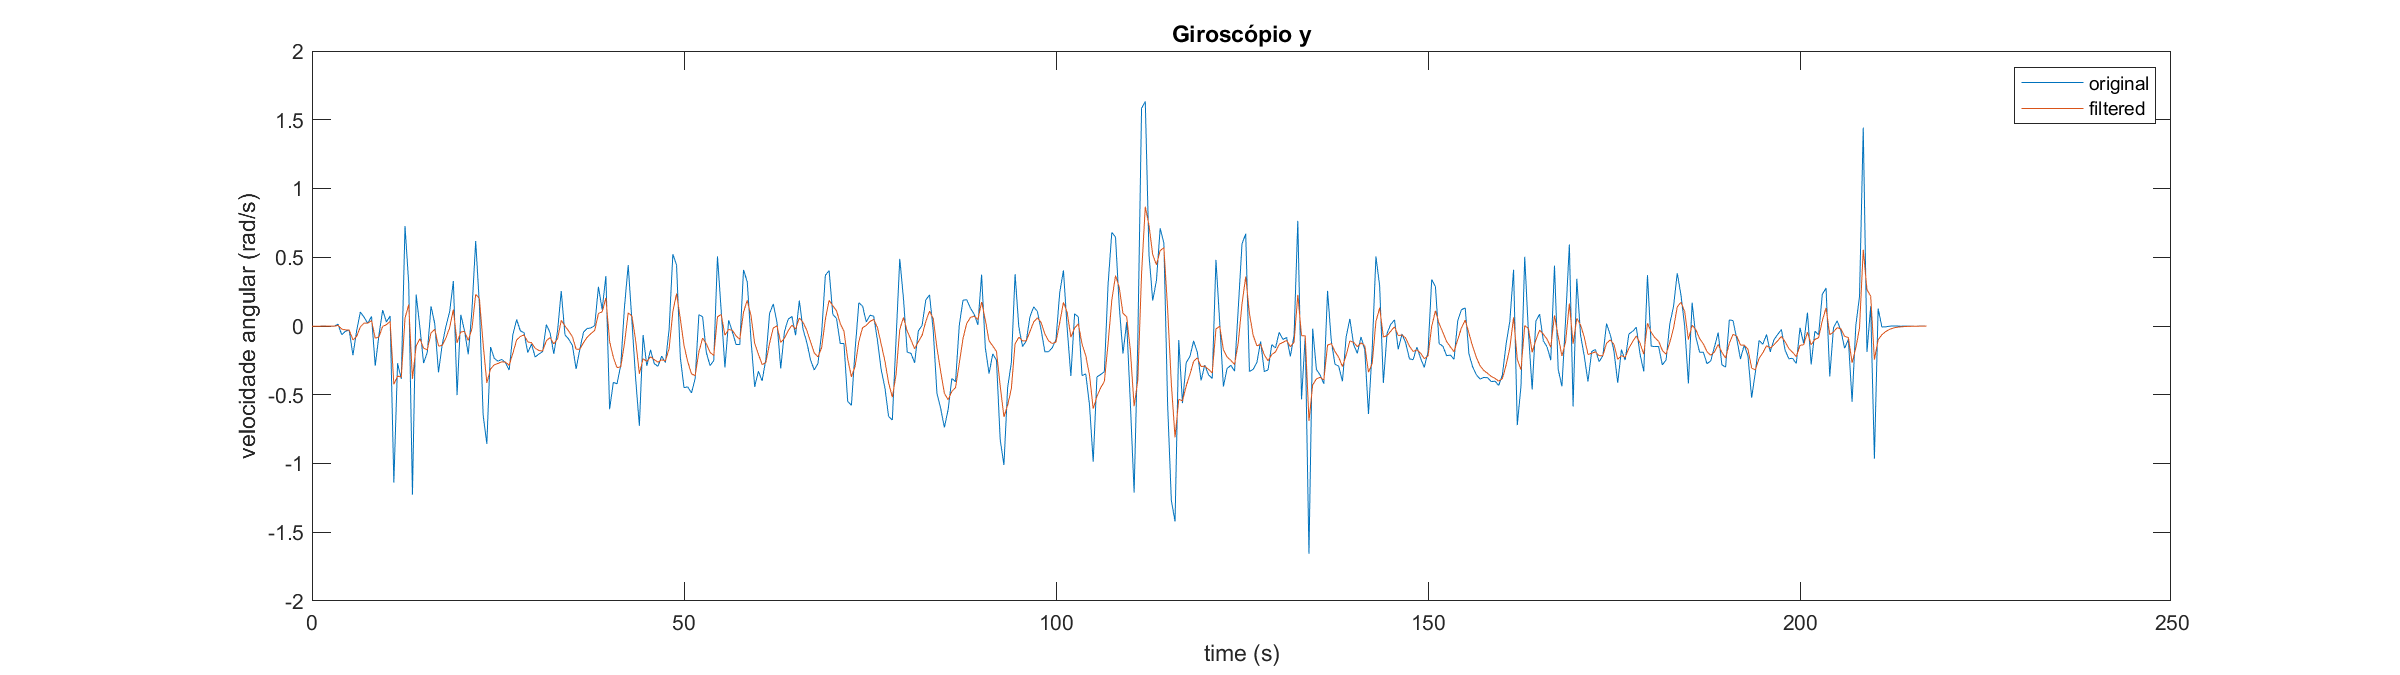 Giroscópio y
original
filtered
velocidade angular (rad/s)
2
1.5
1
0.5
0
-0.5
-1
-1.5
-2
0 50 100 150 200 250
time (s)